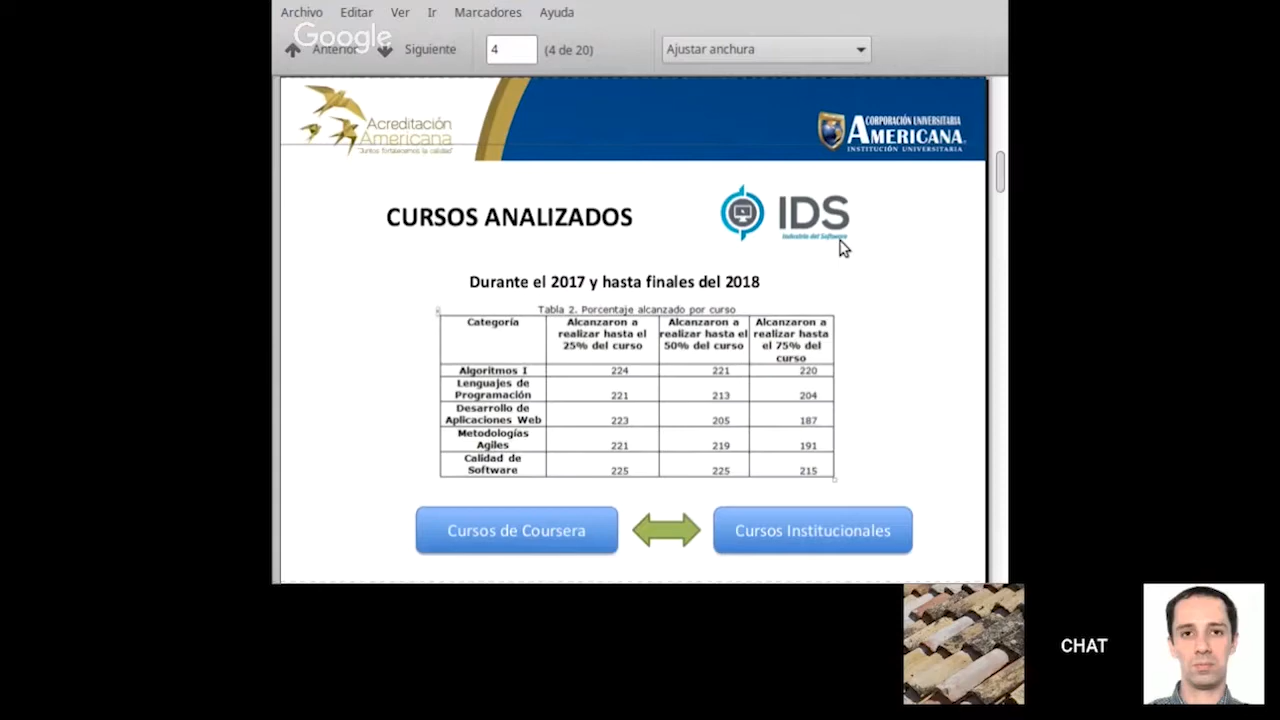 Archivo Editar Ver Ir Marcadores Ayuda
Google
Anterior Siguiente 4 (4 de 20) Ajustar anchura
Acreditación
Americana
"Juntos fortalecemos la calidad"
CORPORACIÓN UNIVERSITARIA
AMERICANA
INSTITUCIÓN UNIVERSITARIA
CURSOS ANALIZADOS
IDS
Industria del Software
Durante el 2017 y hasta finales del 2018
Tabla 2. Porcentaje alcanzado por curso
Categoría Alcanzaron a Alcanzaron a Alcanzaron a
realizar hasta el realizar hasta el realizar hasta
25% del curso 50% del curso el 75% del
curso
Algoritmos I 224 221 220
Lenguajes de
Programación 221 213 204
Desarrollo de
Aplicaciones Web 223 205 187
Metodologías
Agiles 221 219 191
Calidad de
Software 225 225 215
Cursos de Coursera Cursos Institucionales
CHAT